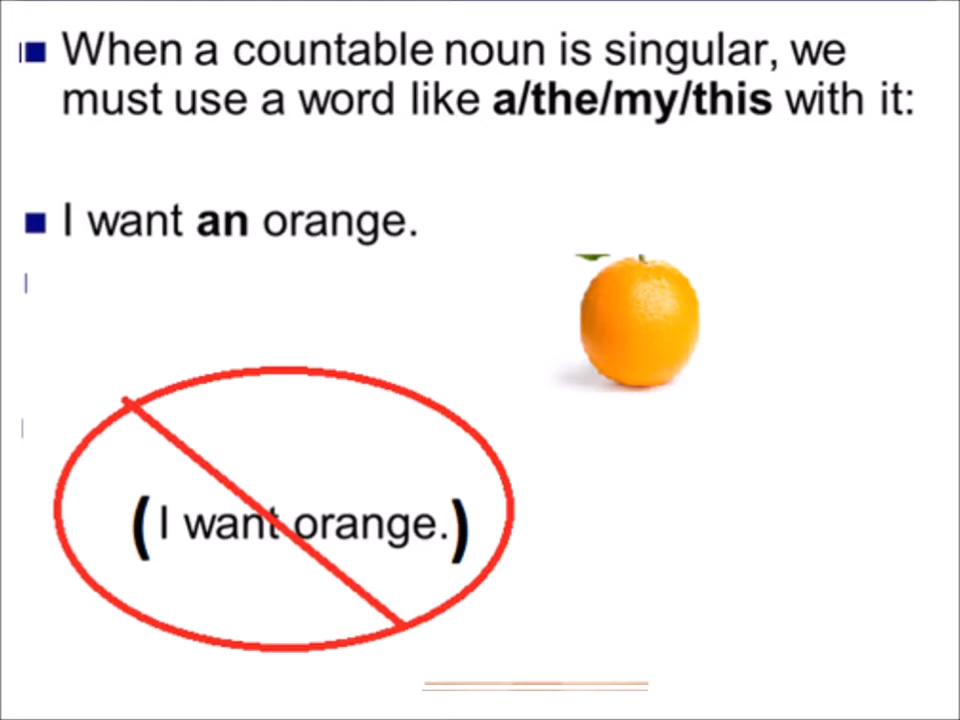 When a countable noun is singular, we
must use a word like a/the/my/this with it:
I want an orange.
(I want orange.)